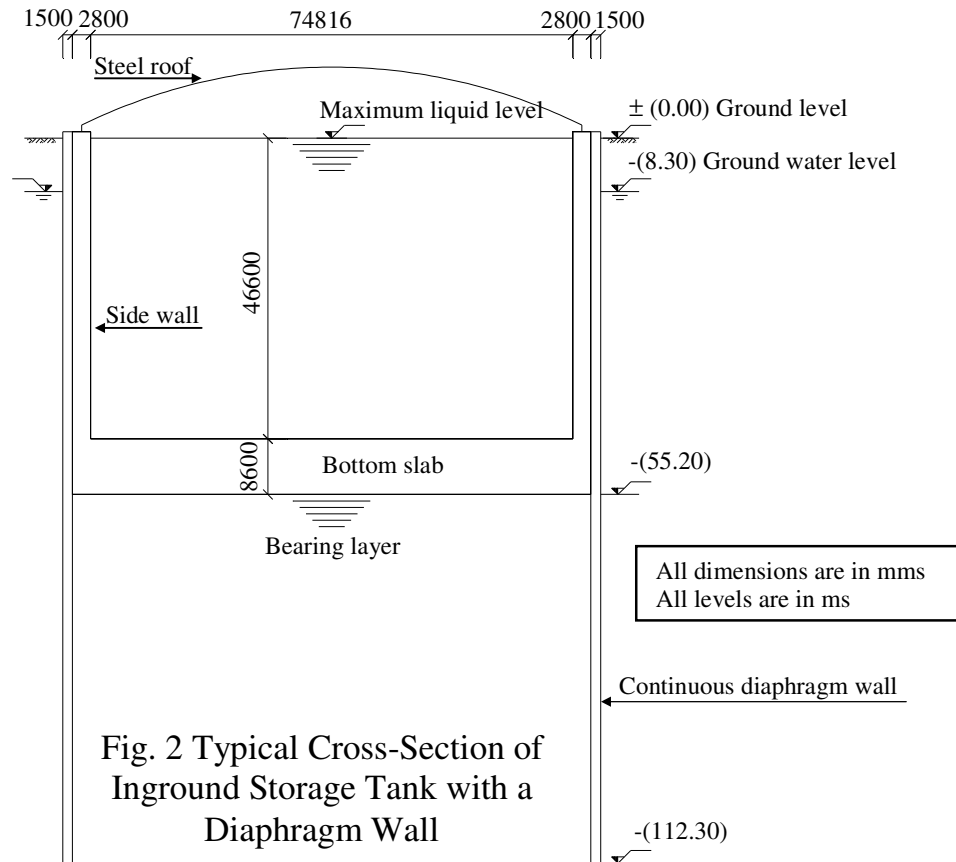 1500 2800 74816 2800 1500
Steel roof
Maximum liquid level
± (0.00) Ground level
-(8.30) Ground water level
46600
Side wall
8600
Bottom slab
-(55.20)
Bearing layer
All dimensions are in mms
All levels are in ms
Continuous diaphragm wall
Fig. 2 Typical Cross-Section of
Inground Storage Tank with a
Diaphragm Wall
-(112.30)